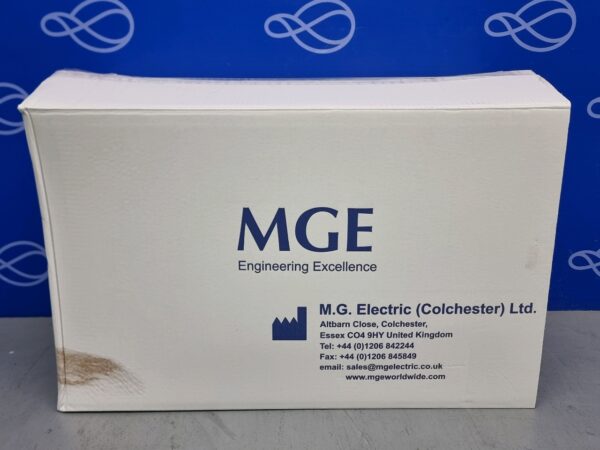 MGE
Engineering Excellence
M.G. Electric (Colchester) Ltd.
Altbarn Close, Colchester,
Essex CO4 9HY United Kingdom
Tel: +44 (0)1206 842244
Fax: +44 (0)1206 845849
email: sales@mgelectric.co.uk
www.mgeworldwide.com